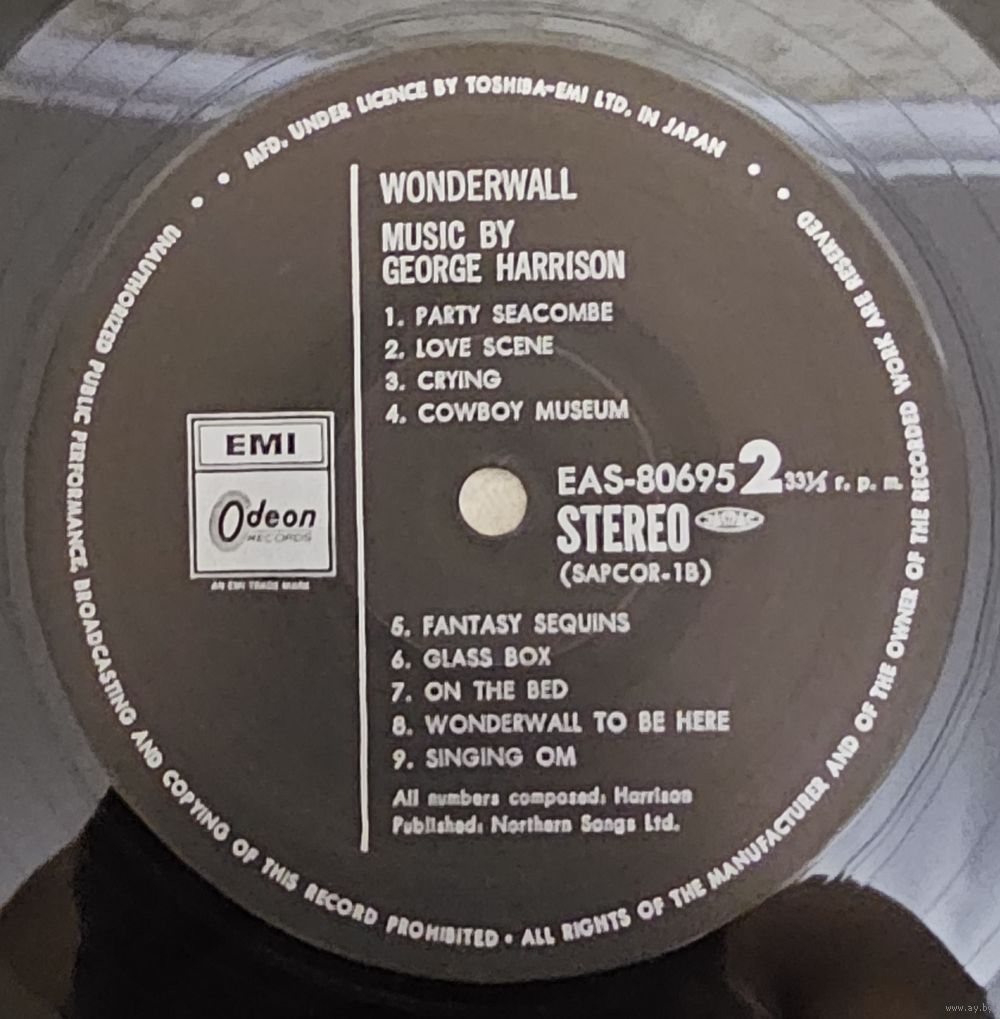 MFD. UNDER LICENCE BY TOSHIBA-EMI LTD. IN JAPAN
WONDERWALL
MUSIC BY
GEORGE HARRISON
1. PARTY SEACOMBE
2. LOVE SCENE
3. CRYING
4. COWBOY MUSEUM
EMI
Odeon
RECORDS
AN EMI TRADE MARK
EAS-80695 2 33⅓ r. p. m.
STEREO
(SAPCOR-1B)
5. FANTASY SEQUINS
6. GLASS BOX
7. ON THE BED
8. WONDERWALL TO BE HERE
9. SINGING OM
All numbers composed: Harrison
Published: Northern Songs Ltd.
UNAUTHORIZED PUBLIC PERFORMANCE, BROADCASTING AND COPYING OF THIS RECORD PROHIBITED • ALL RIGHTS OF THE MANUFACTURER AND OF THE OWNER OF THE RECORDED WORK ARE RESERVED
www.ay.by